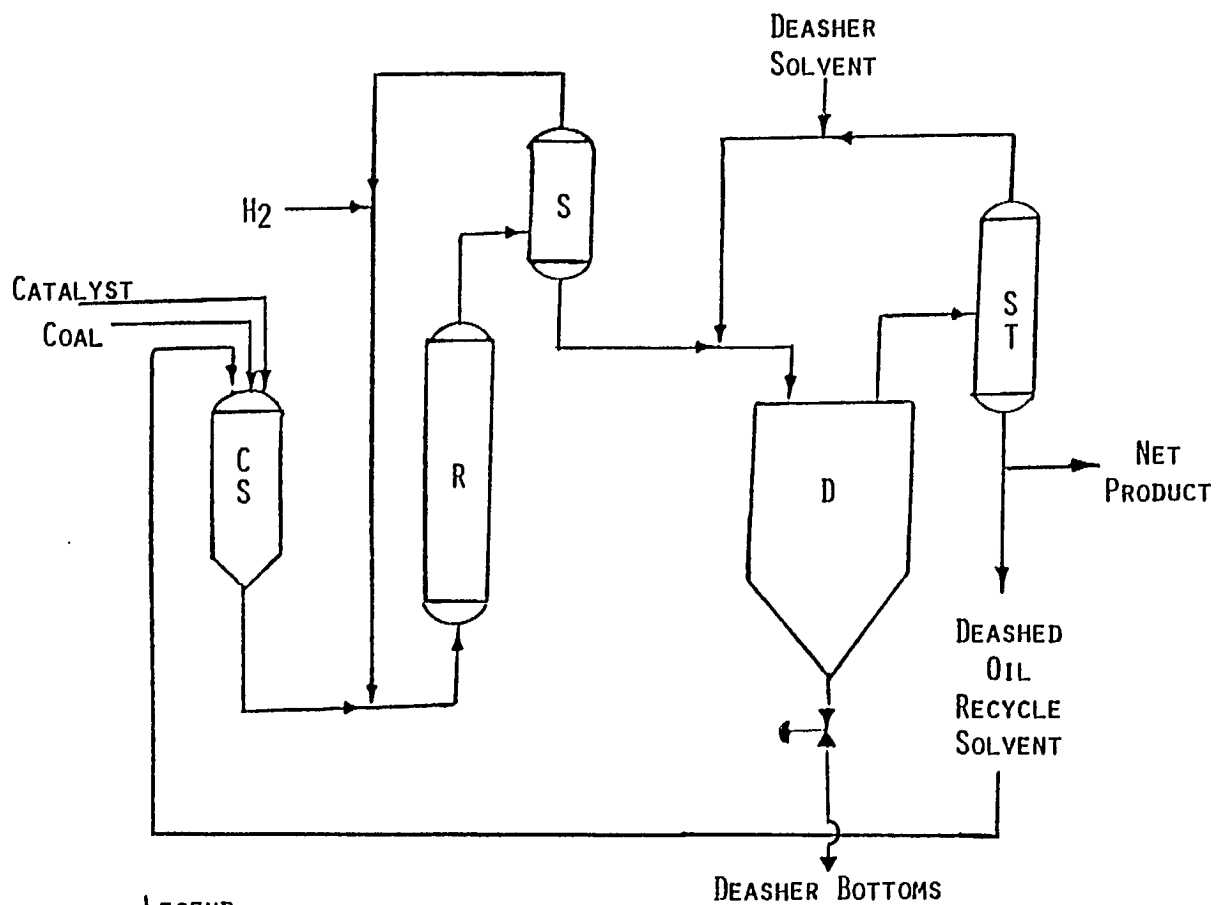 DEASHER
SOLVENT
H2
S
CATALYST
COAL
S
T
C
S
R
D
NET
PRODUCT
DEASHED
OIL
RECYCLE
SOLVENT
DEASHER BOTTOMS